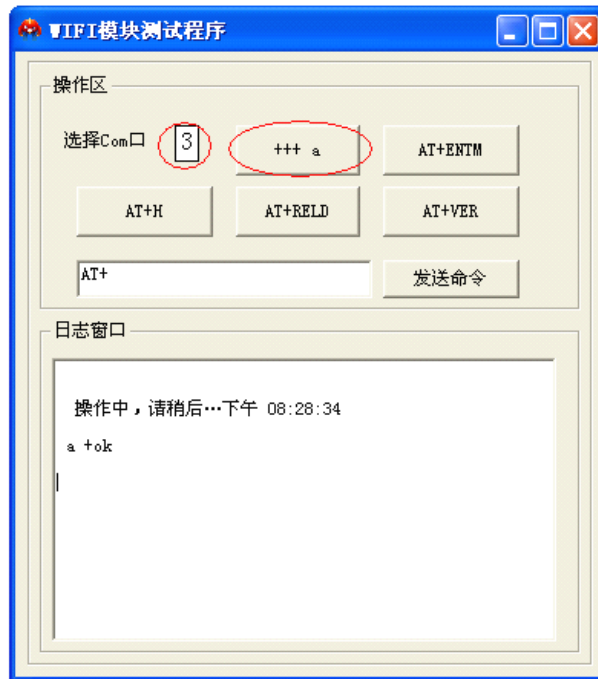 WIFI模块测试程序
操作区
选择Com口 3 +++ a AT+ENTM
AT+H AT+RELD AT+VER
AT+ 发送命令
日志窗口
操作中，请稍后…下午 08:28:34
a +ok